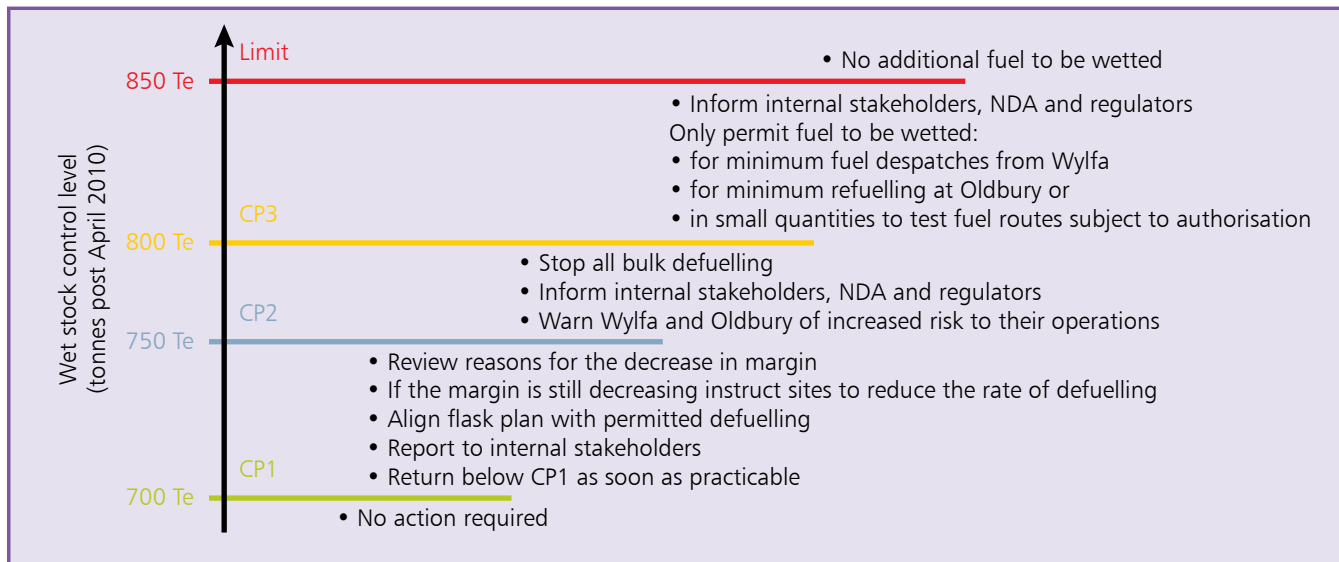 Limit
• No additional fuel to be wetted
850 Te
• Inform internal stakeholders, NDA and regulators
Only permit fuel to be wetted:
• for minimum fuel despatches from Wylfa
• for minimum refuelling at Oldbury or
• in small quantities to test fuel routes subject to authorisation
CP3
800 Te
• Stop all bulk defuelling
• Inform internal stakeholders, NDA and regulators
• Warn Wylfa and Oldbury of increased risk to their operations
CP2
750 Te
• Review reasons for the decrease in margin
• If the margin is still decreasing instruct sites to reduce the rate of defuelling
• Align flask plan with permitted defuelling
• Report to internal stakeholders
• Return below CP1 as soon as practicable
CP1
700 Te
• No action required
Wet stock control level
(tonnes post April 2010)